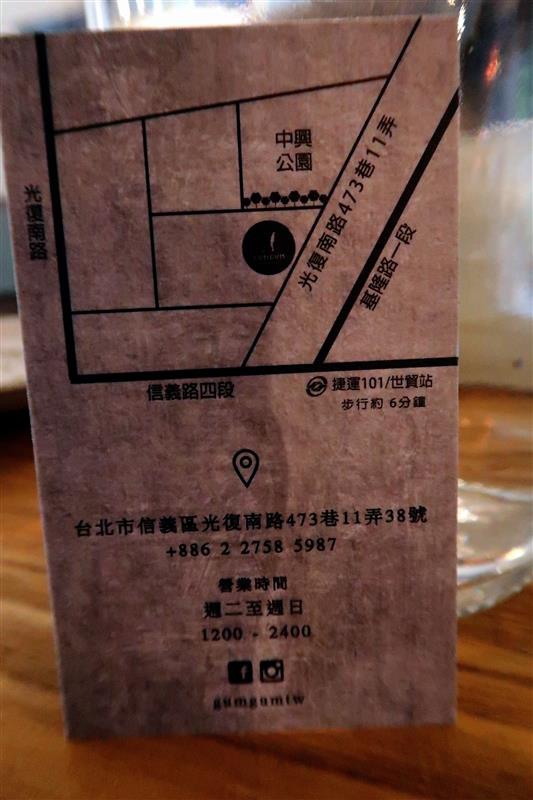 中興
公園
光復南路473巷11弄
光復南路
基隆路一段
信義路四段
捷運101/世貿站
步行約 6分鐘
台北市信義區光復南路473巷11弄38號
+886 2 2758 5987
營業時間
週二至週日
1200 - 2400
gumgumtw